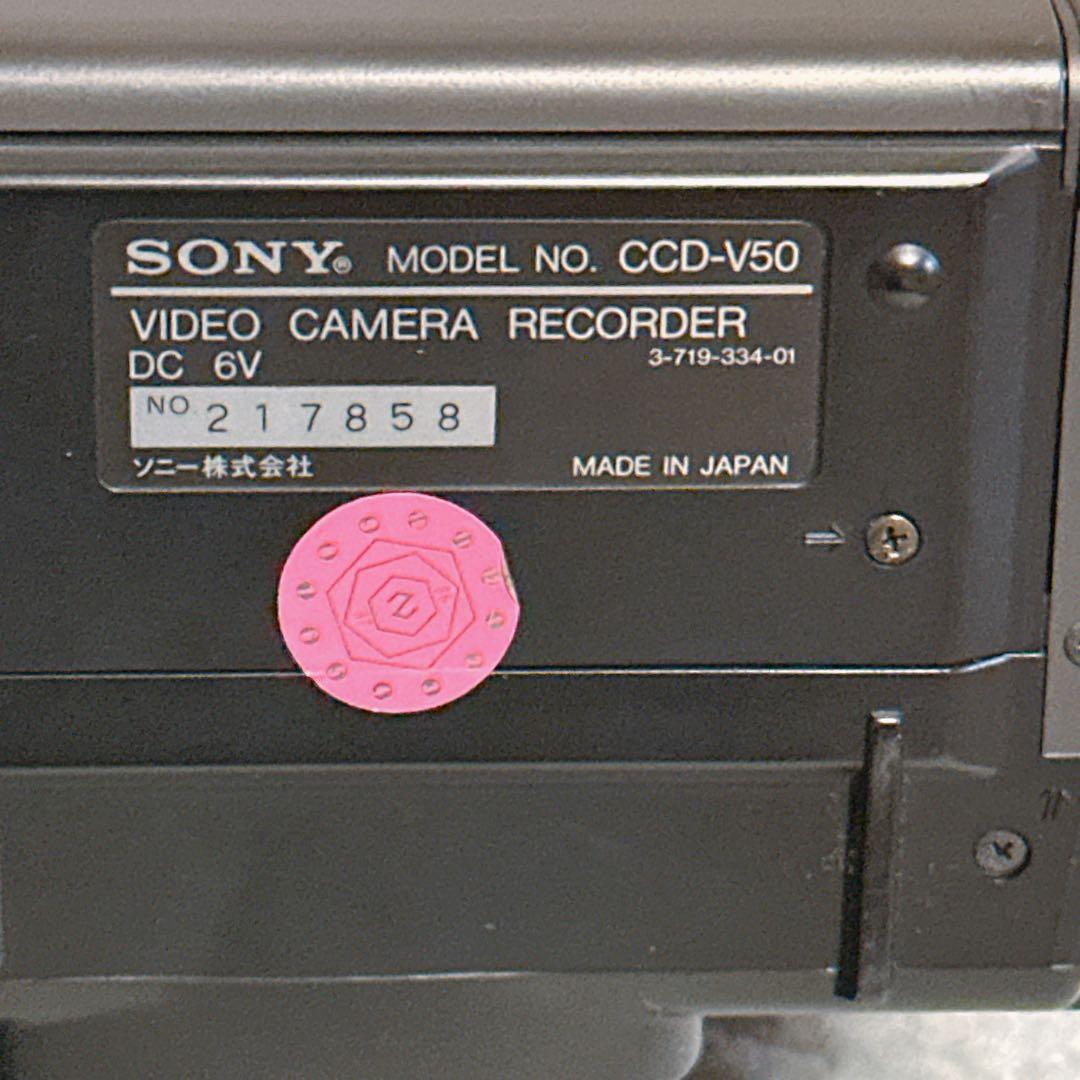 SONY® MODEL NO. CCD-V50
VIDEO CAMERA RECORDER
DC 6V 3-719-334-01
NO. 217858
ソニー株式会社 MADE IN JAPAN